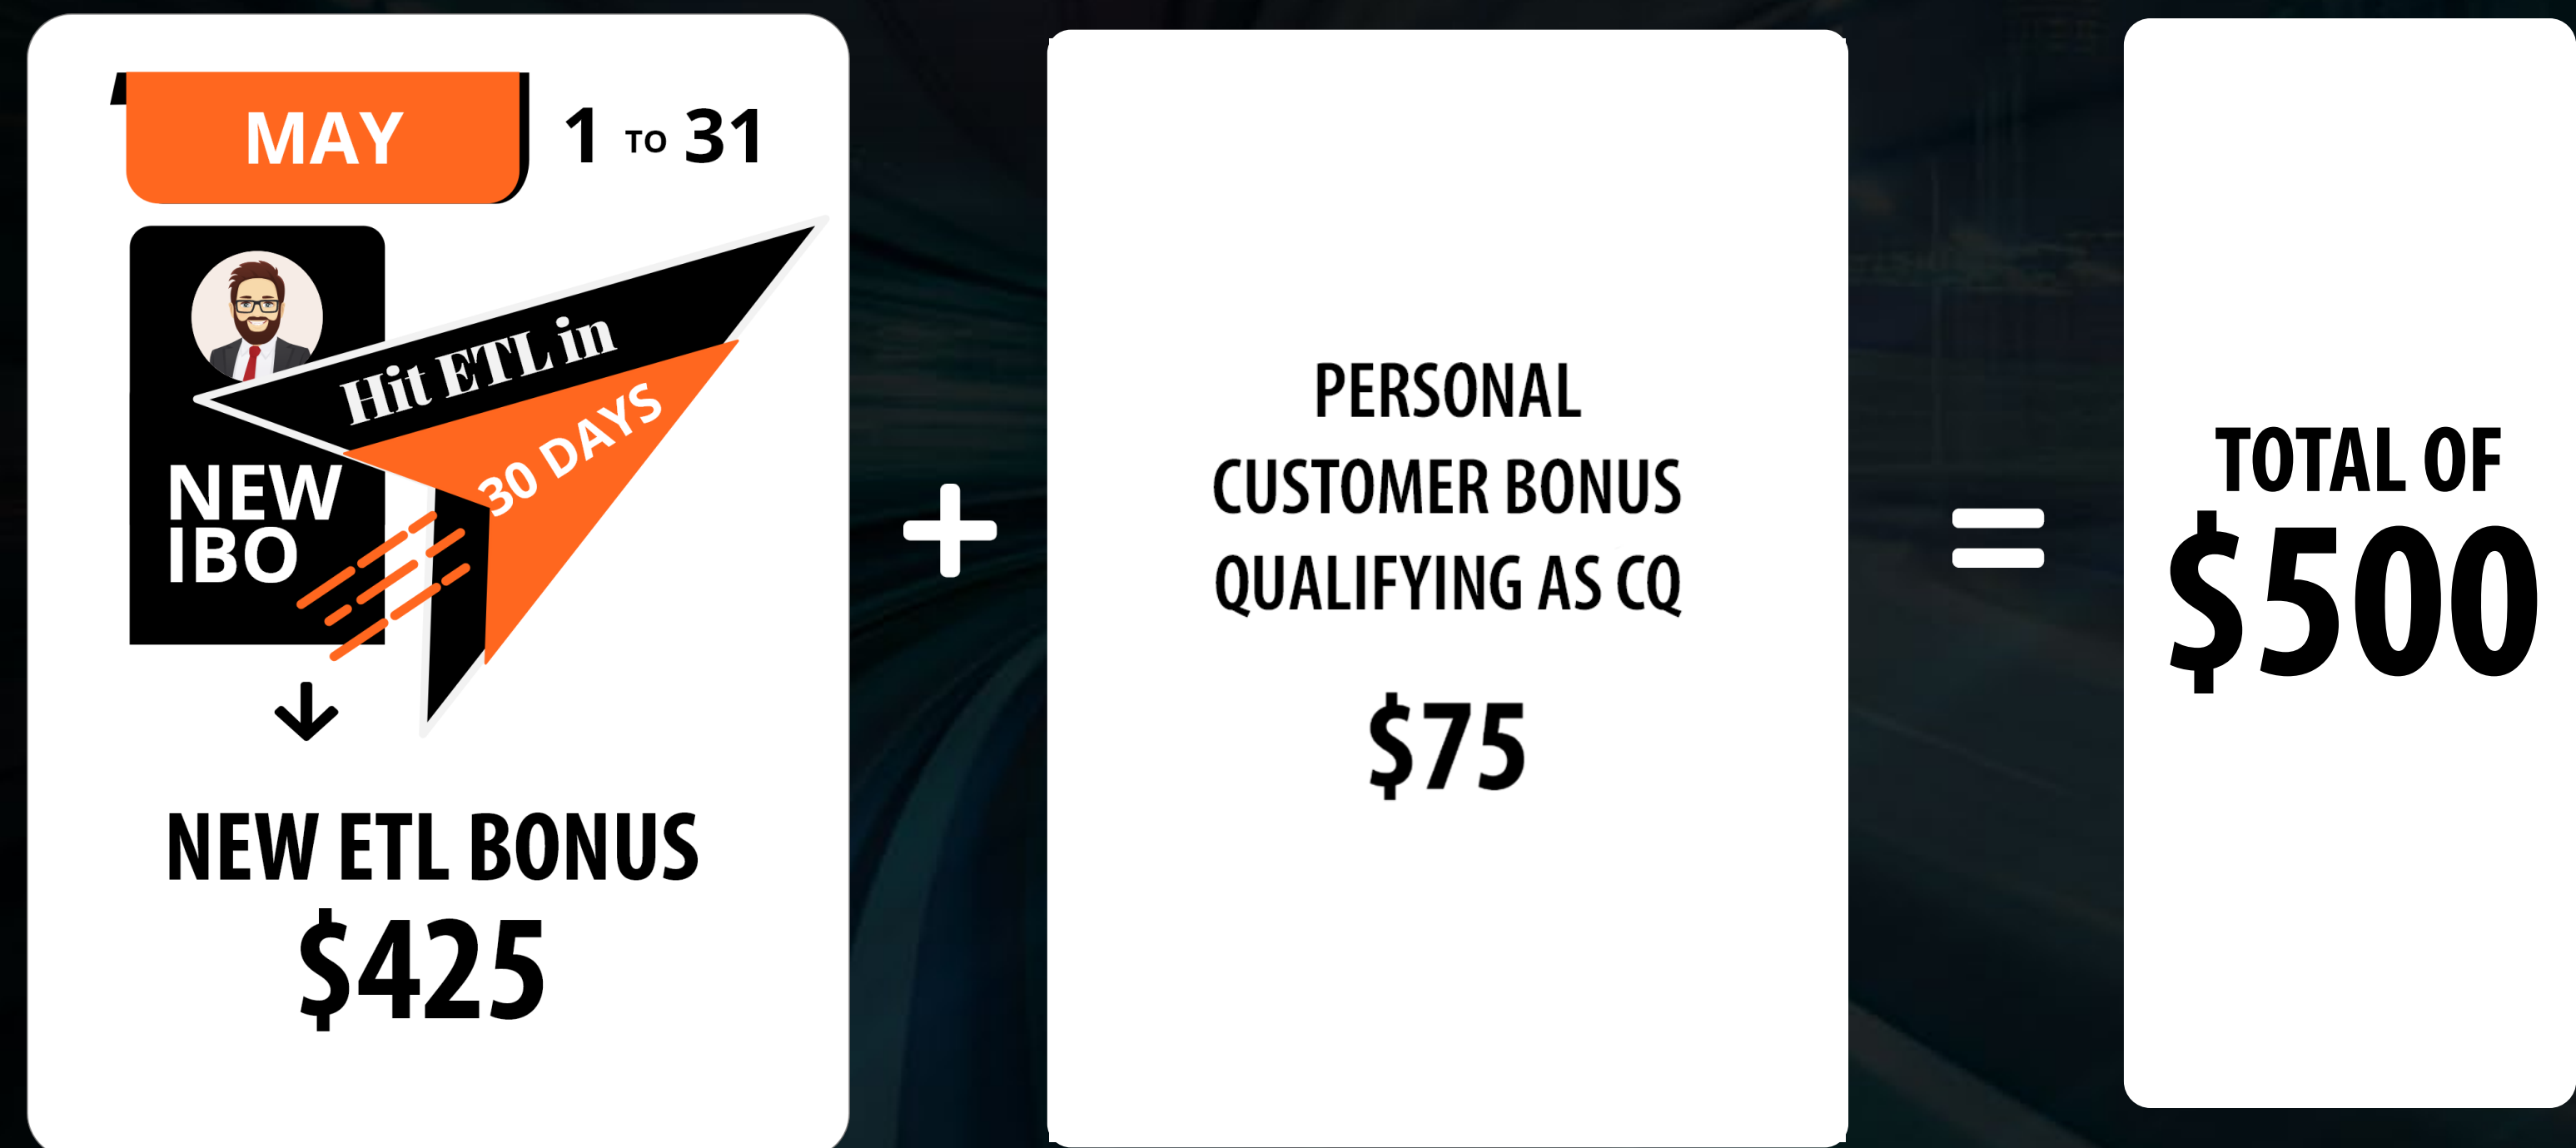 MAY
1 TO 31
Hit ETL in
30 DAYS
NEW
IBO
NEW ETL BONUS
$425
+
PERSONAL
CUSTOMER BONUS
QUALIFYING AS CQ
$75
=
TOTAL OF
$500